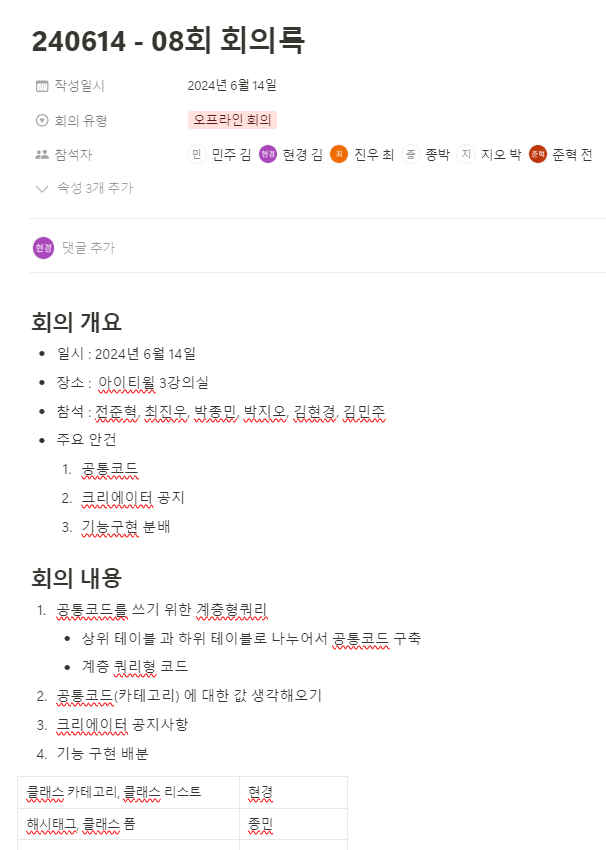 240614 - 08회 회의록
작성일시 2024년 6월 14일
회의 유형 오프라인 회의
참석자 민 민주 김 현경 현경 김 최 진우 최 종 종박 지 지오 박 준혁 준혁 전
속성 3개 추가
현경 댓글 추가
회의 개요
• 일시 : 2024년 6월 14일
• 장소 : 아이티윌 3강의실
• 참석 : 전준혁, 최진우, 박종민, 박지오, 김현경, 김민주
• 주요 안건
1. 공통코드
2. 크리에이터 공지
3. 기능구현 분배
회의 내용
1. 공통코드를 쓰기 위한 계층형쿼리
• 상위 테이블 과 하위 테이블로 나누어서 공통코드 구축
• 계층 쿼리형 코드
2. 공통코드(카테고리) 에 대한 값 생각해오기
3. 크리에이터 공지사항
4. 기능 구현 배분
클래스 카테고리, 클래스 리스트 현경
해시태그, 클래스 폼 종민